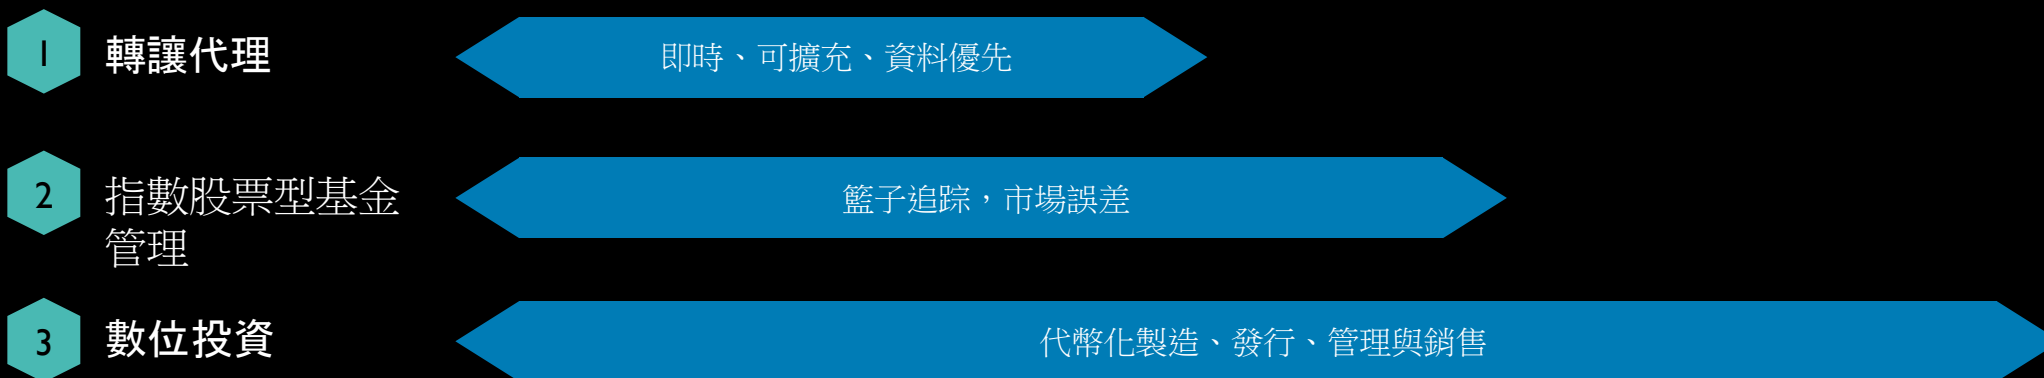 1
轉讓代理
即時、可擴充、資料優先
2
指數股票型基金
管理
籃子追踪，市場誤差
3
數位投資
代幣化製造、發行、管理與銷售